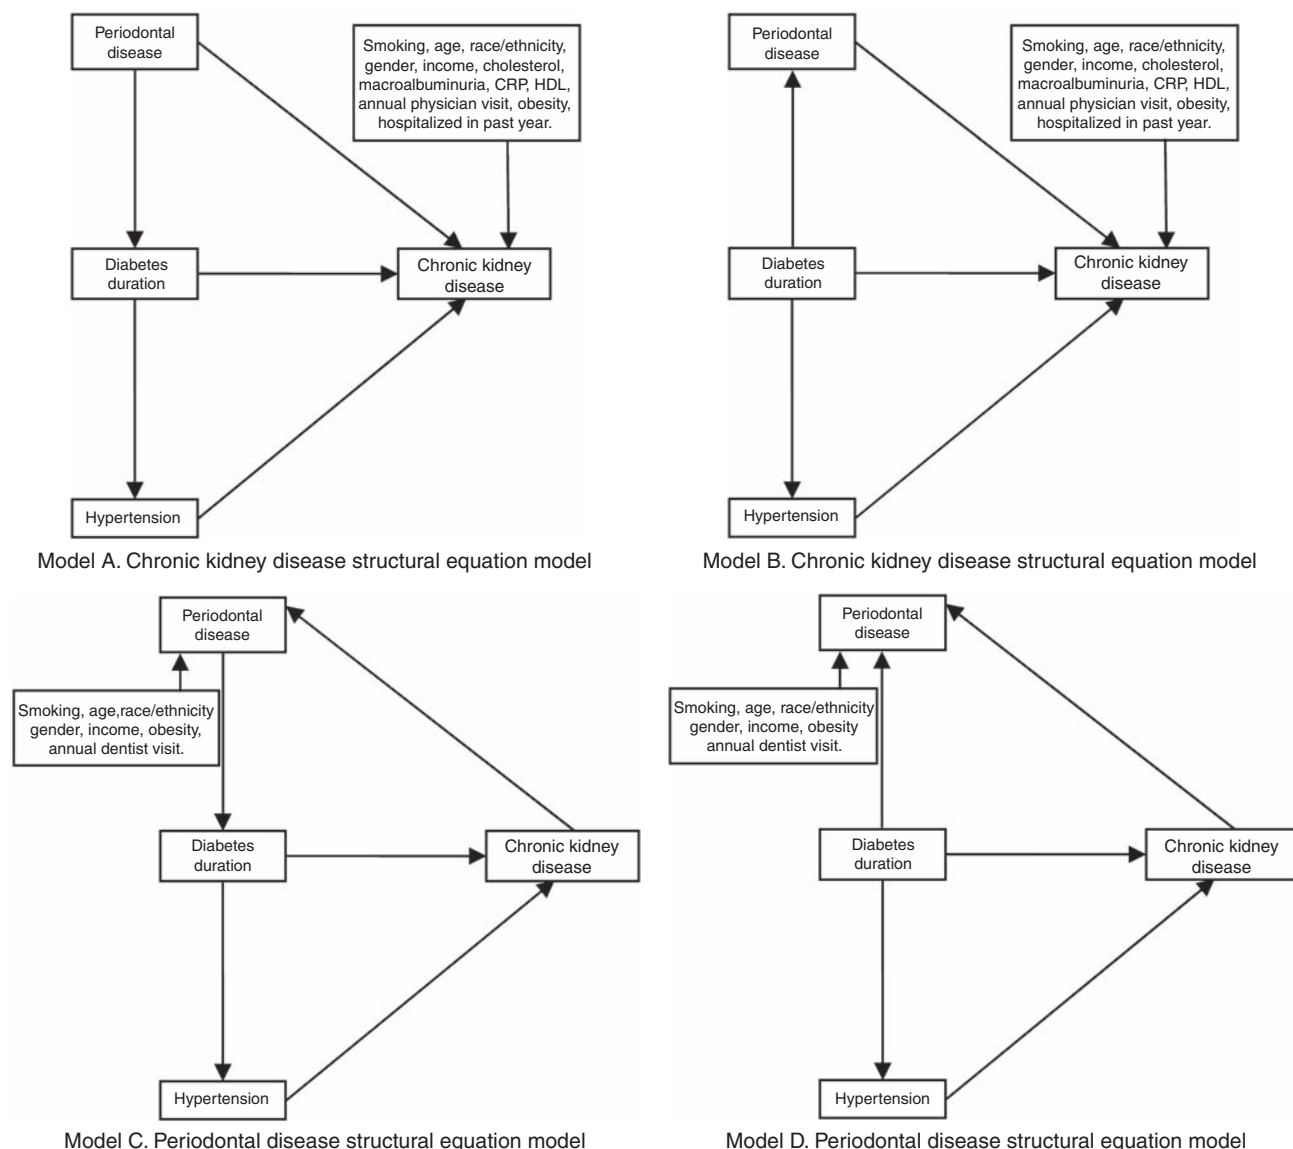 Periodontal
disease
Smoking, age, race/ethnicity,
gender, income, cholesterol,
macroalbuminuria, CRP, HDL,
annual physician visit, obesity,
hospitalized in past year.
Diabetes
duration
Chronic kidney
disease
Hypertension
Model A. Chronic kidney disease structural equation model
Periodontal
disease
Smoking, age, race/ethnicity,
gender, income, cholesterol,
macroalbuminuria, CRP, HDL,
annual physician visit, obesity,
hospitalized in past year.
Diabetes
duration
Chronic kidney
disease
Hypertension
Model B. Chronic kidney disease structural equation model
Periodontal
disease
Smoking, age,race/ethnicity
gender, income, obesity,
annual dentist visit.
Diabetes
duration
Chronic kidney
disease
Hypertension
Model C. Periodontal disease structural equation model
Periodontal
disease
Smoking, age, race/ethnicity
gender, income, obesity
annual dentist visit.
Diabetes
duration
Chronic kidney
disease
Hypertension
Model D. Periodontal disease structural equation model